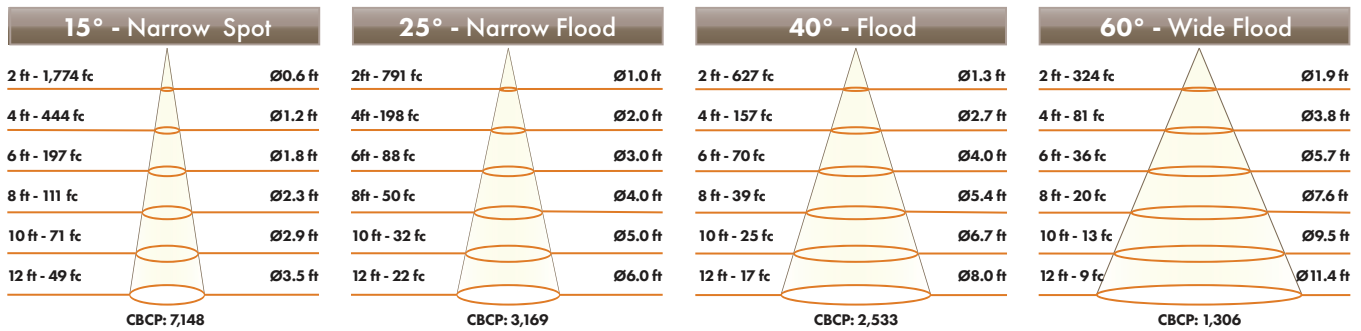 15° - Narrow Spot
2 ft - 1,774 fc Ø0.6 ft
4 ft - 444 fc Ø1.2 ft
6 ft - 197 fc Ø1.8 ft
8 ft - 111 fc Ø2.3 ft
10 ft - 71 fc Ø2.9 ft
12 ft - 49 fc Ø3.5 ft
CBCP: 7,148
25° - Narrow Flood
2ft - 791 fc Ø1.0 ft
4ft -198 fc Ø2.0 ft
6ft - 88 fc Ø3.0 ft
8ft - 50 fc Ø4.0 ft
10 ft - 32 fc Ø5.0 ft
12 ft - 22 fc Ø6.0 ft
CBCP: 3,169
40° - Flood
2 ft - 627 fc Ø1.3 ft
4 ft - 157 fc Ø2.7 ft
6 ft - 70 fc Ø4.0 ft
8 ft - 39 fc Ø5.4 ft
10 ft - 25 fc Ø6.7 ft
12 ft - 17 fc Ø8.0 ft
CBCP: 2,533
60° - Wide Flood
2 ft - 324 fc Ø1.9 ft
4 ft - 81 fc Ø3.8 ft
6 ft - 36 fc Ø5.7 ft
8 ft - 20 fc Ø7.6 ft
10 ft - 13 fc Ø9.5 ft
12 ft - 9 fc Ø11.4 ft
CBCP: 1,306